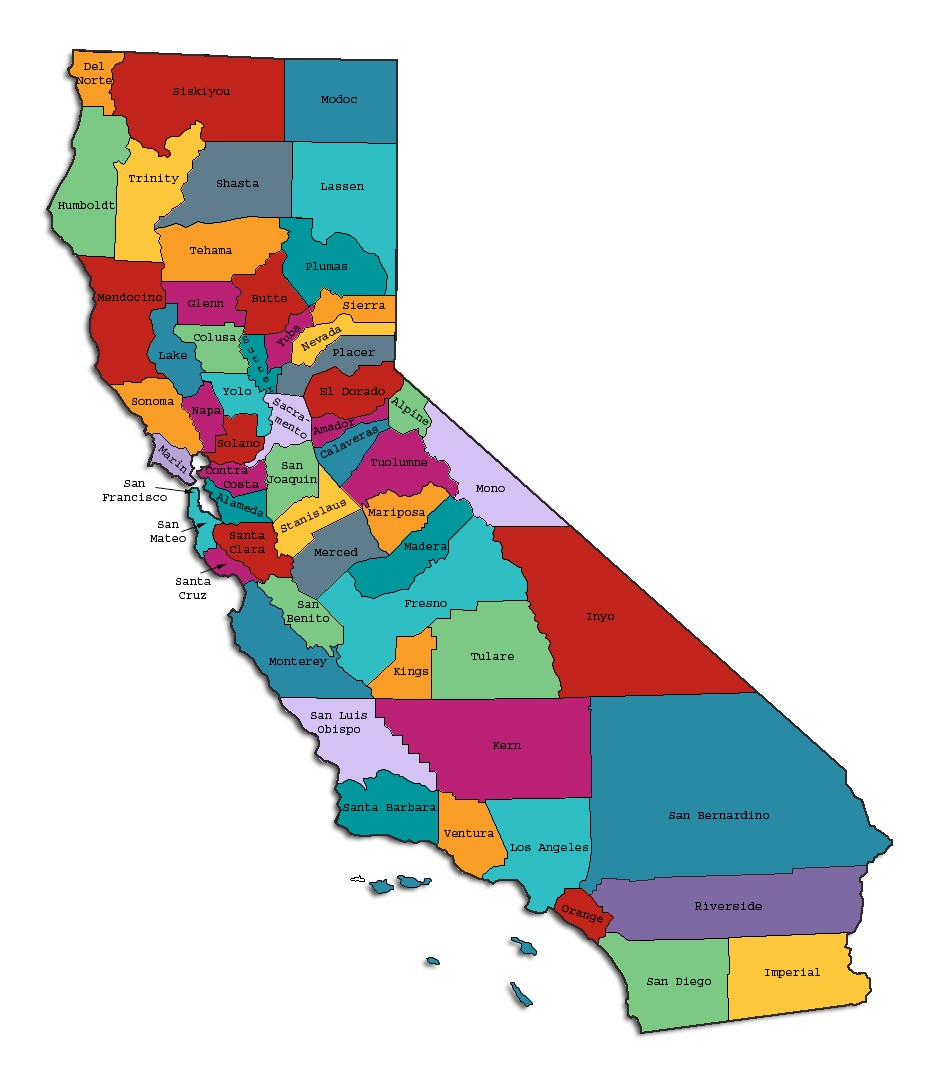 Del
Norte
Siskiyou
Modoc
Trinity
Shasta
Lassen
Humboldt
Tehama
Plumas
Mendocino
Glenn
Butte
Sierra
Colusa
Sutter
Yuba
Nevada
Lake
Placer
Yolo
El Dorado
Sonoma
Napa
Sacra-
mento
Alpine
Amador
Solano
Calaveras
Marin
Contra
Costa
San
Joaquin
Tuolumne
Mono
San
Francisco
Alameda
Stanislaus
Mariposa
San
Mateo
Santa
Clara
Merced
Madera
Santa
Cruz
San
Benito
Fresno
Inyo
Monterey
Kings
Tulare
San Luis
Obispo
Kern
Santa Barbara
Ventura
Los Angeles
San Bernardino
Orange
Riverside
San Diego
Imperial